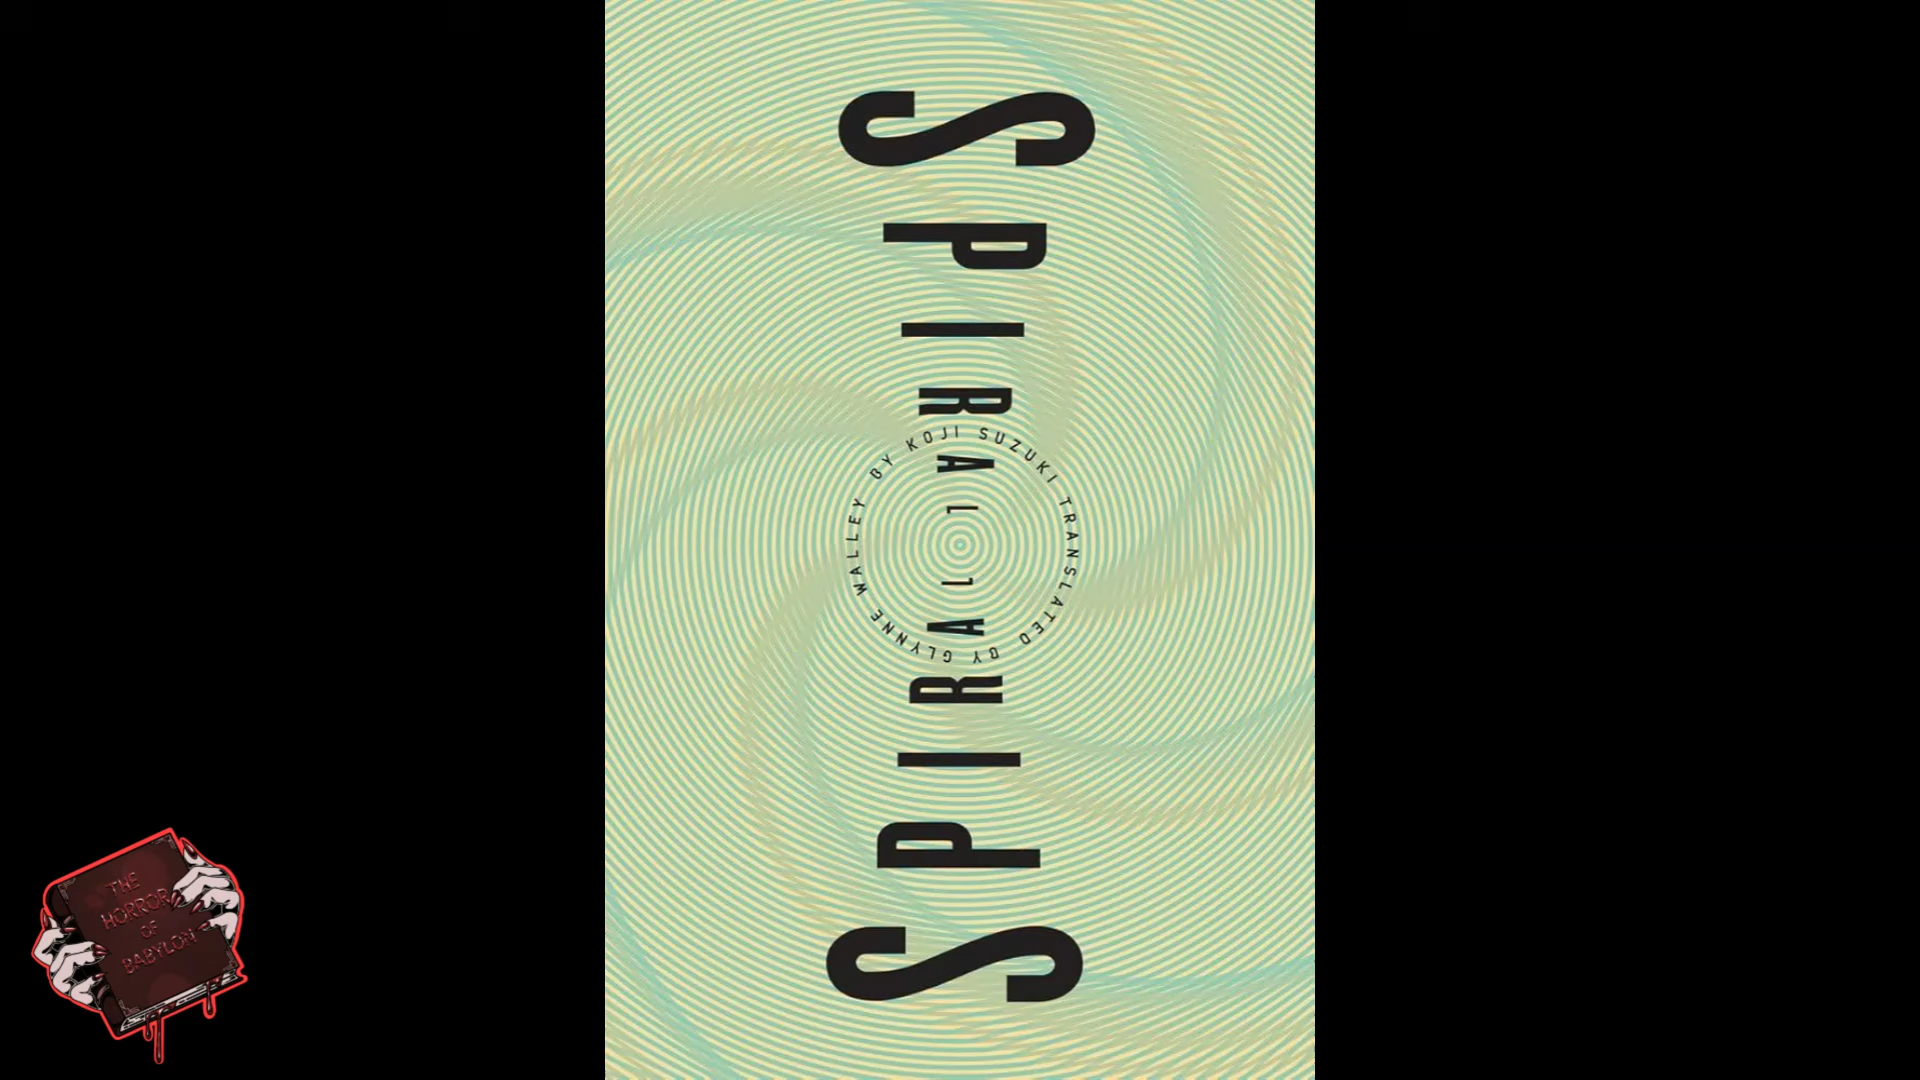 SPIRAL
SPIRAL
BY KOJI SUZUKI TRANSLATED BY GLYNNE WALLEY
THE
HORROR
OF
BABYLON